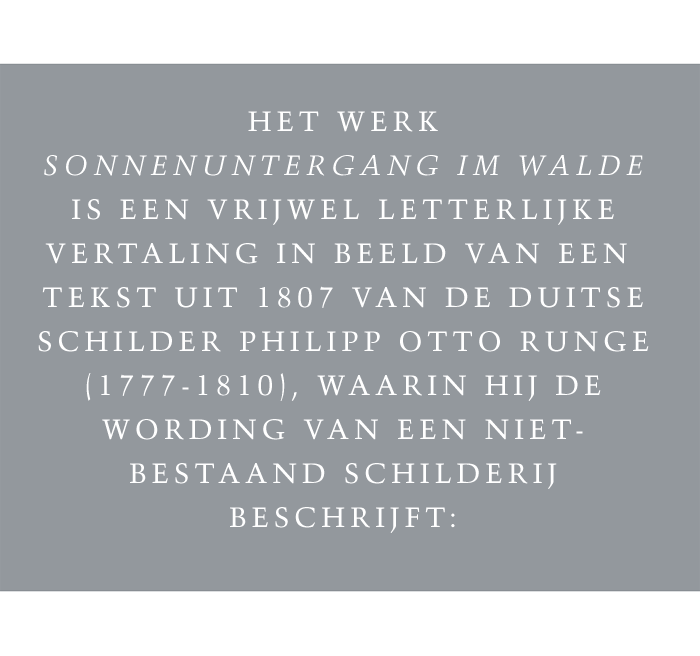 HET WERK
SONNENUNTERGANG IM WALDE
IS EEN VRIJWEL LETTERLIJKE
VERTALING IN BEELD VAN EEN
TEKST UIT 1807 VAN DE DUITSE
SCHILDER PHILIPP OTTO RUNGE
(1777-1810), WAARIN HIJ DE
WORDING VAN EEN NIET-
BESTAAND SCHILDERIJ
BESCHRIJFT: